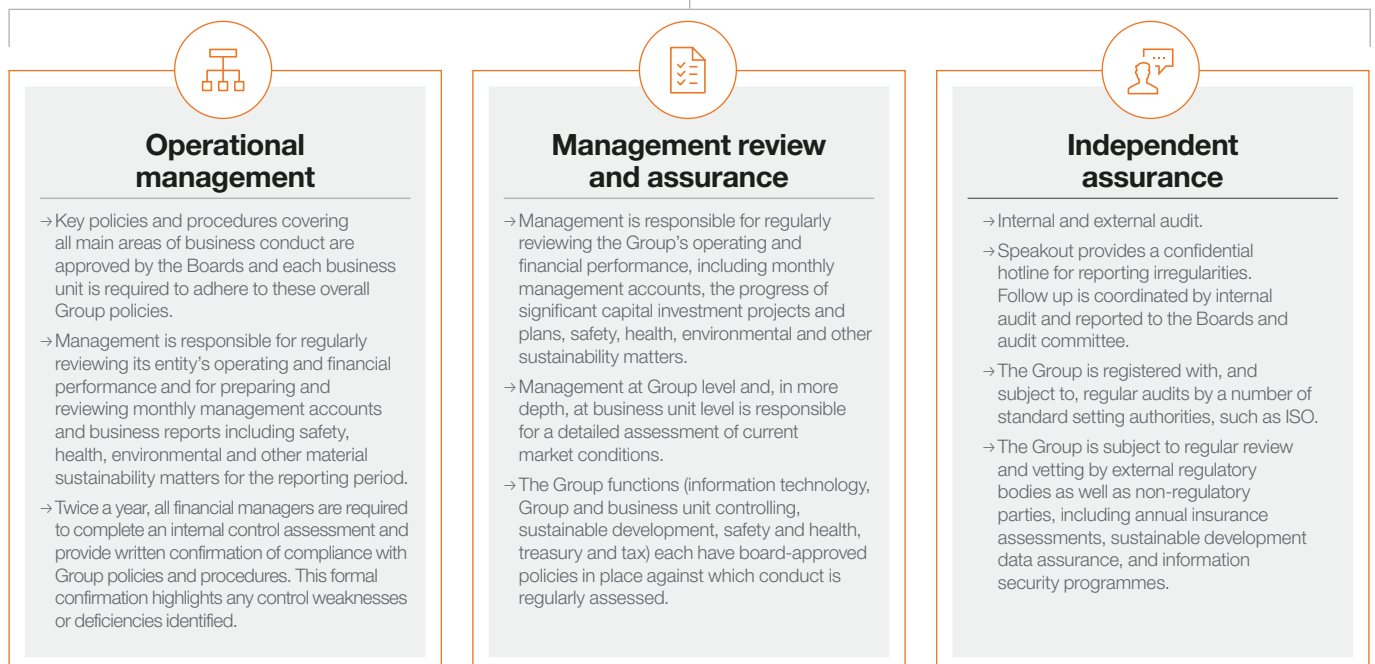 Operational
management
→ Key policies and procedures covering
all main areas of business conduct are
approved by the Boards and each business
unit is required to adhere to these overall
Group policies.
→ Management is responsible for regularly
reviewing its entity's operating and financial
performance and for preparing and
reviewing monthly management accounts
and business reports including safety,
health, environmental and other material
sustainability matters for the reporting period.
→ Twice a year, all financial managers are required
to complete an internal control assessment and
provide written confirmation of compliance with
Group policies and procedures. This formal
confirmation highlights any control weaknesses
or deficiencies identified.
Management review
and assurance
→ Management is responsible for regularly
reviewing the Group's operating and
financial performance, including monthly
management accounts, the progress of
significant capital investment projects and
plans, safety, health, environmental and other
sustainability matters.
→ Management at Group level and, in more
depth, at business unit level is responsible
for a detailed assessment of current
market conditions.
→ The Group functions (information technology,
Group and business unit controlling,
sustainable development, safety and health,
treasury and tax) each have board-approved
policies in place against which conduct is
regularly assessed.
Independent
assurance
→ Internal and external audit.
→ Speakout provides a confidential
hotline for reporting irregularities.
Follow up is coordinated by internal
audit and reported to the Boards and
audit committee.
→ The Group is registered with, and
subject to, regular audits by a number of
standard setting authorities, such as ISO.
→ The Group is subject to regular review
and vetting by external regulatory
bodies as well as non-regulatory
parties, including annual insurance
assessments, sustainable development
data assurance, and information
security programmes.